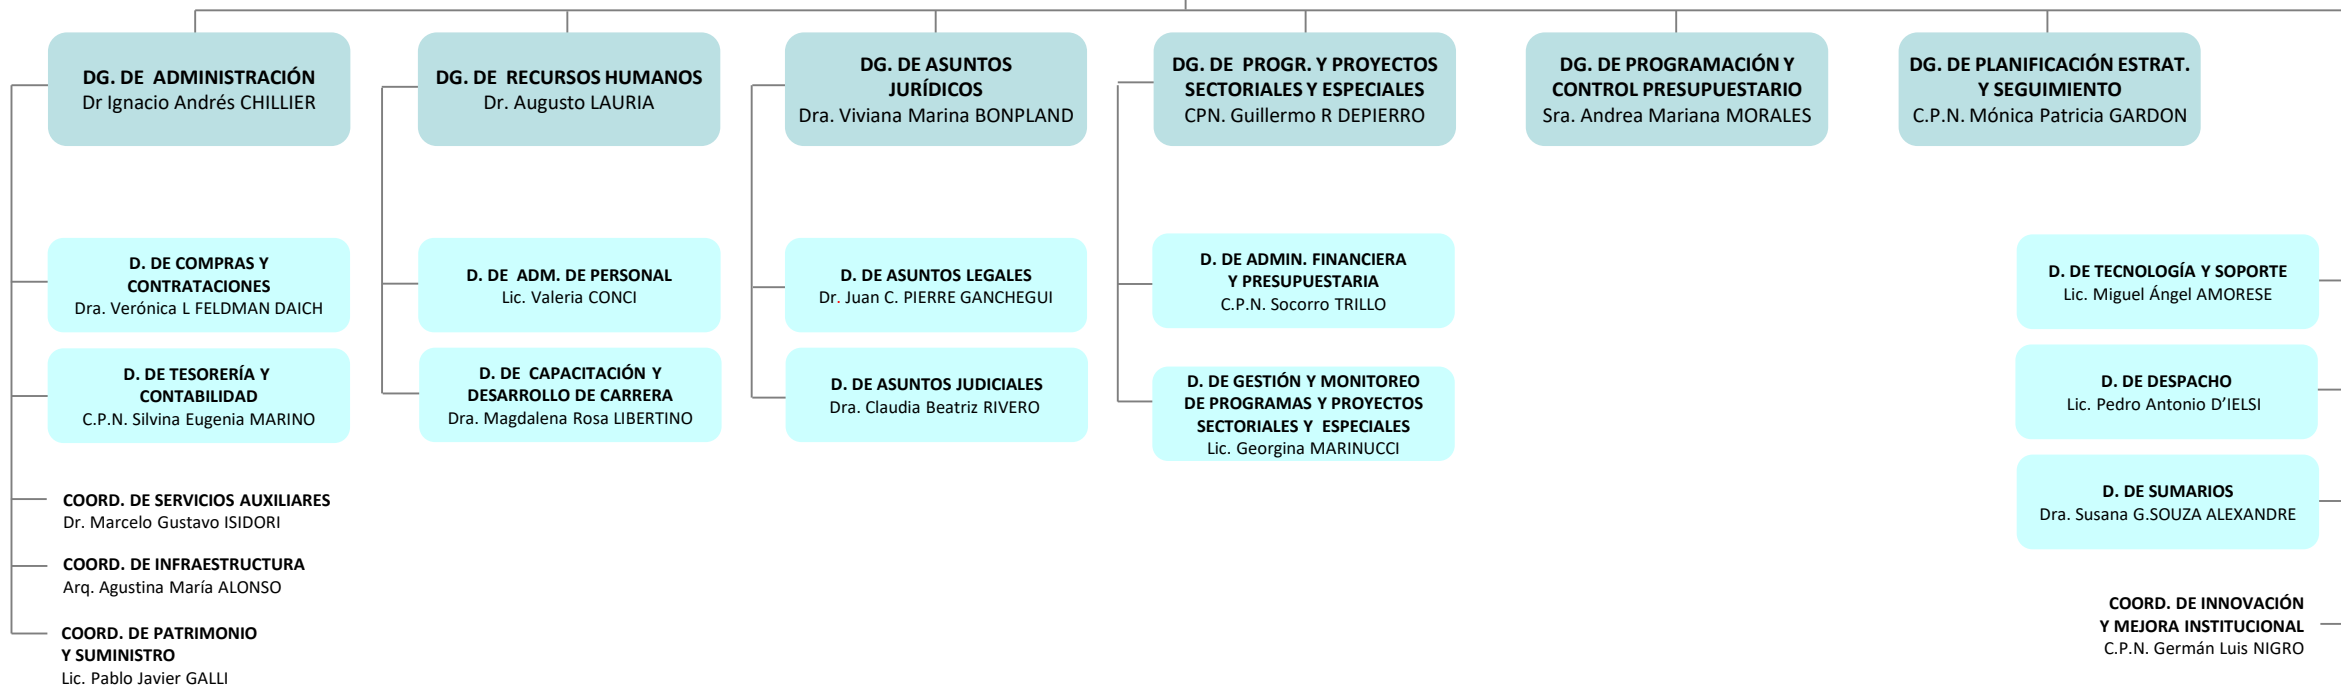 DG. DE ADMINISTRACIÓN
Dr Ignacio Andrés CHILLIER
DG. DE RECURSOS HUMANOS
Dr. Augusto LAURIA
DG. DE ASUNTOS
JURÍDICOS
Dra. Viviana Marina BONPLAND
DG. DE PROGR. Y PROYECTOS
SECTORIALES Y ESPECIALES
CPN. Guillermo R DEPIERRO
DG. DE PROGRAMACIÓN Y
CONTROL PRESUPUESTARIO
Sra. Andrea Mariana MORALES
DG. DE PLANIFICACIÓN ESTRAT.
Y SEGUIMIENTO
C.P.N. Mónica Patricia GARDON
D. DE COMPRAS Y
CONTRATACIONES
Dra. Verónica L FELDMAN DAICH
D. DE ADM. DE PERSONAL
Lic. Valeria CONCI
D. DE ASUNTOS LEGALES
Dr. Juan C. PIERRE GANCHEGUI
D. DE ADMIN. FINANCIERA
Y PRESUPUESTARIA
C.P.N. Socorro TRILLO
D. DE TECNOLOGÍA Y SOPORTE
Lic. Miguel Ángel AMORESE
D. DE TESORERÍA Y
CONTABILIDAD
C.P.N. Silvina Eugenia MARINO
D. DE CAPACITACIÓN Y
DESARROLLO DE CARRERA
Dra. Magdalena Rosa LIBERTINO
D. DE ASUNTOS JUDICIALES
Dra. Claudia Beatriz RIVERO
D. DE GESTIÓN Y MONITOREO
DE PROGRAMAS Y PROYECTOS
SECTORIALES Y ESPECIALES
Lic. Georgina MARINUCCI
D. DE DESPACHO
Lic. Pedro Antonio D’IELSI
COORD. DE SERVICIOS AUXILIARES
Dr. Marcelo Gustavo ISIDORI
D. DE SUMARIOS
Dra. Susana G.SOUZA ALEXANDRE
COORD. DE INFRAESTRUCTURA
Arq. Agustina María ALONSO
COORD. DE PATRIMONIO
Y SUMINISTRO
Lic. Pablo Javier GALLI
COORD. DE INNOVACIÓN
Y MEJORA INSTITUCIONAL
C.P.N. Germán Luis NIGRO